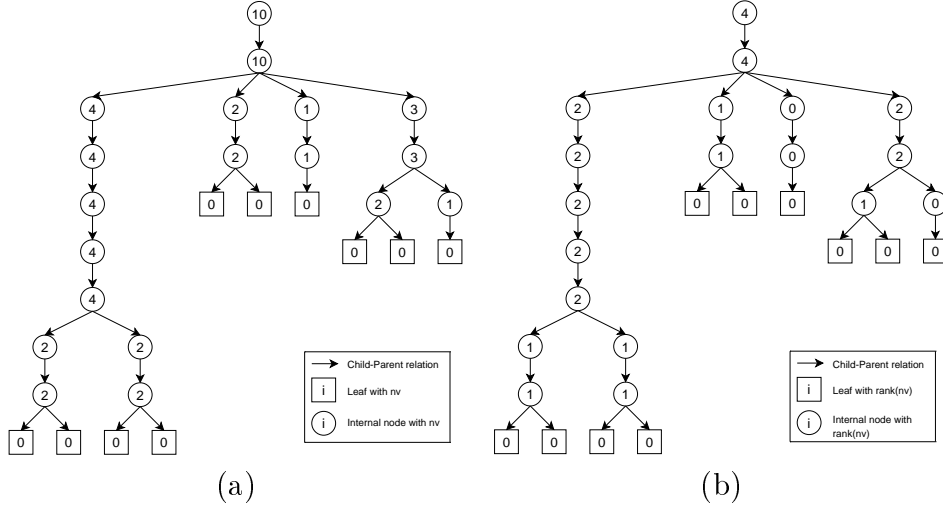 10 4
10 4
4 2 1 3 2 1 0 2
4 2 1 3 2 1 0 2
4 0 0 0 2 1 2 0 0 0 1 0
4 0 0 0 2 0 0 0
4 2
2 2 1 1
2 2 1 1
0 0 0 0 0 0 0 0
Child-Parent relation
i Leaf with nv
i Internal node with nv
Child-Parent relation
i Leaf with rank(nv)
i Internal node with
rank(nv)
(a) (b)